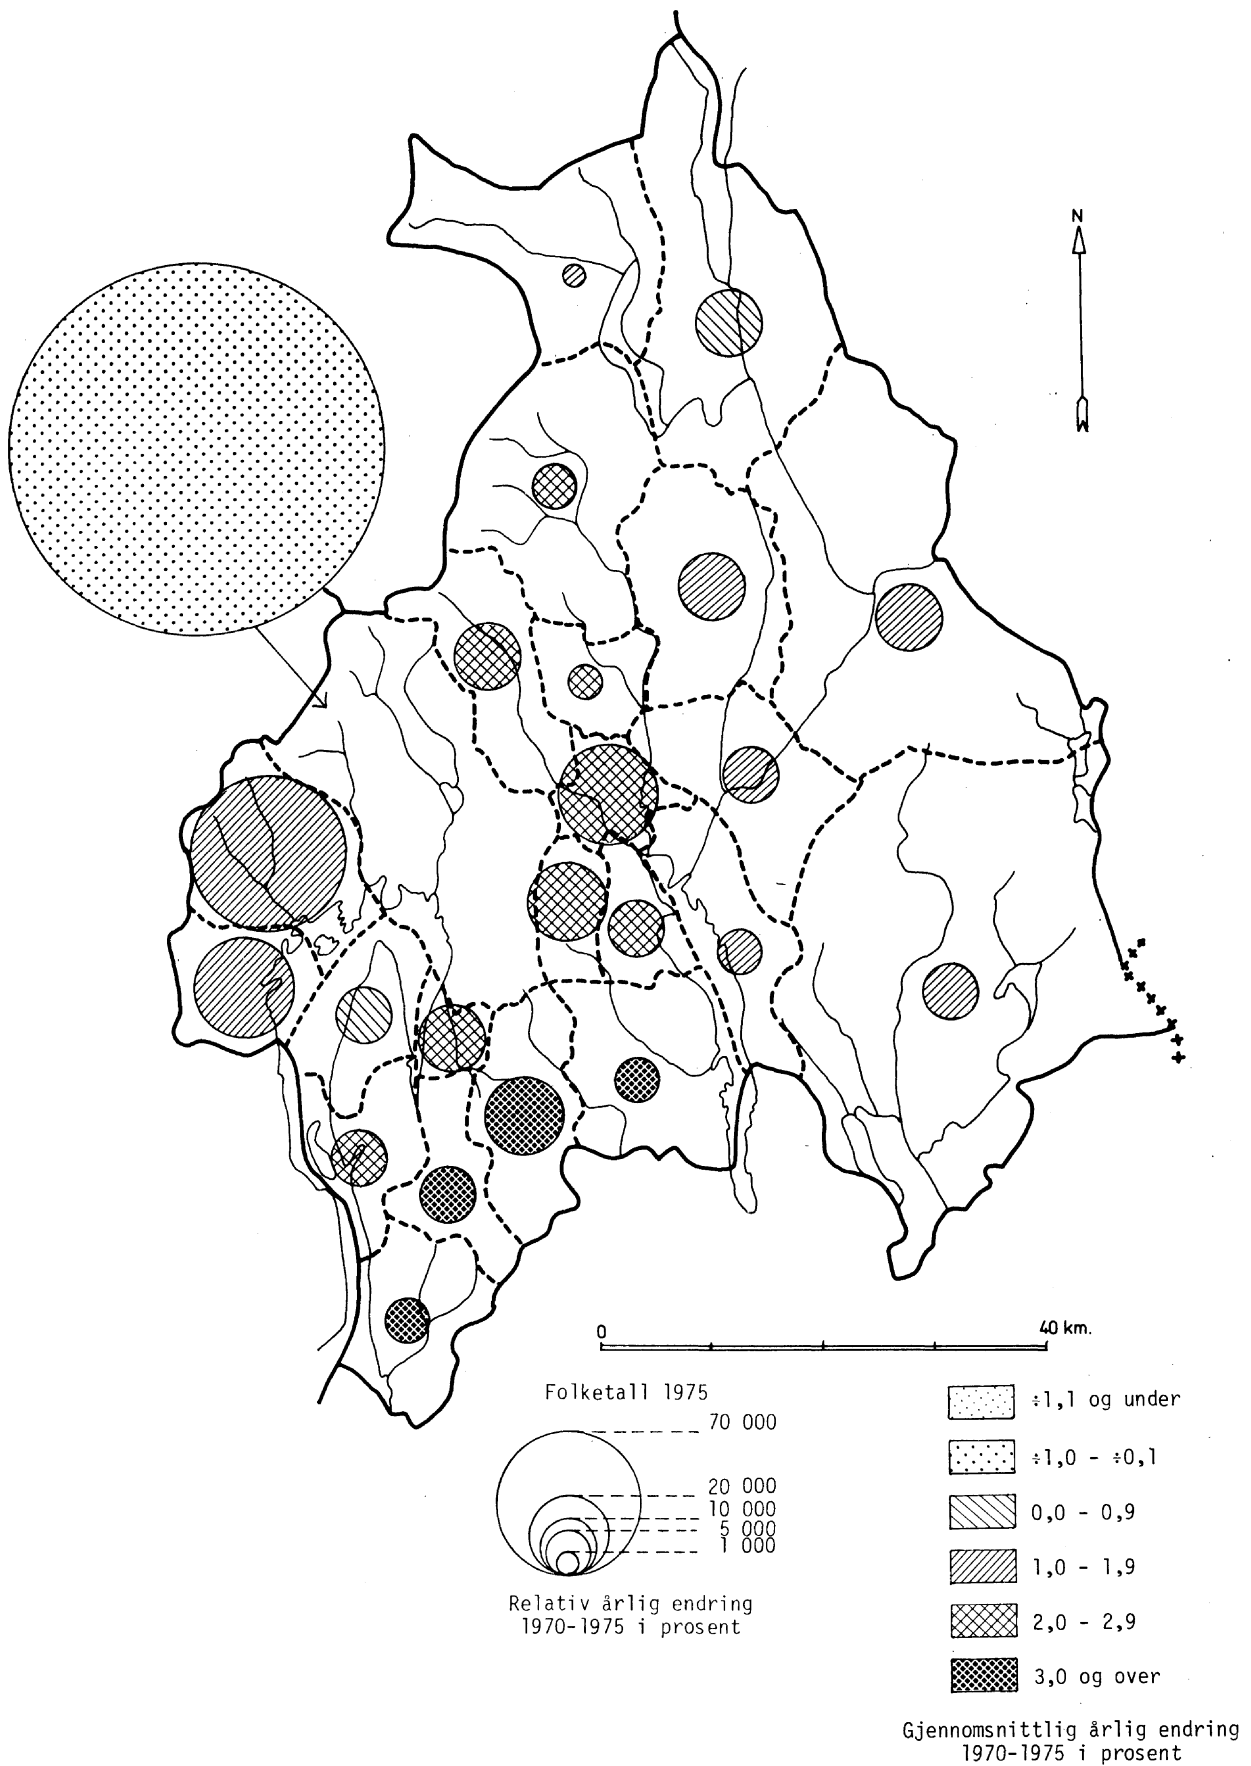 N
0 40 km.
Folketall 1975
70 000
20 000
10 000
5 000
1 000
Relativ årlig endring
1970-1975 i prosent
÷1,1 og under
÷1,0 - ÷0,1
0,0 - 0,9
1,0 - 1,9
2,0 - 2,9
3,0 og over
Gjennomsnittlig årlig endring
1970-1975 i prosent